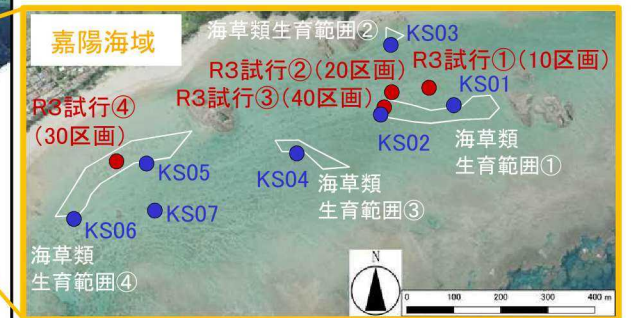 嘉陽海域
海草類生育範囲②
KS03
R3試行①(10区画)
R3試行②(20区画)
R3試行③(40区画)
KS01
KS02
海草類
生育範囲①
R3試行④
(30区画)
KS05
KS04
海草類
生育範囲③
KS06
KS07
海草類
生育範囲④
N
0 100 200 300 400 m